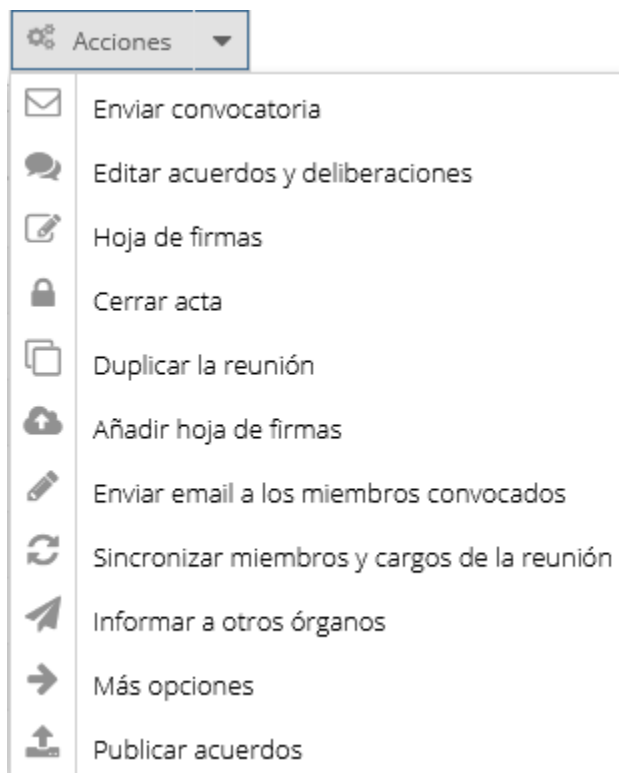 Acciones
Enviar convocatoria
Editar acuerdos y deliberaciones
Hoja de firmas
Cerrar acta
Duplicar la reunión
Añadir hoja de firmas
Enviar email a los miembros convocados
Sincronizar miembros y cargos de la reunión
Informar a otros órganos
Más opciones
Publicar acuerdos